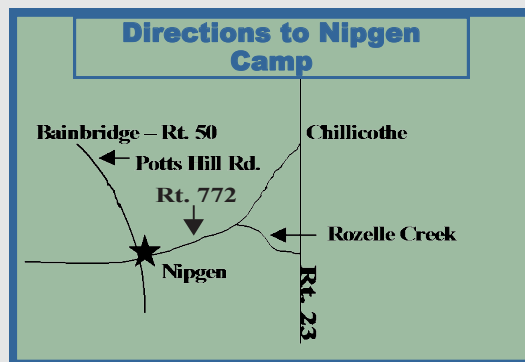 Directions to Nipgen
Camp
Bainbridge – Rt. 50
Chillicothe
Potts Hill Rd.
Rt. 772
Rozelle Creek
Nipgen
Rt. 23